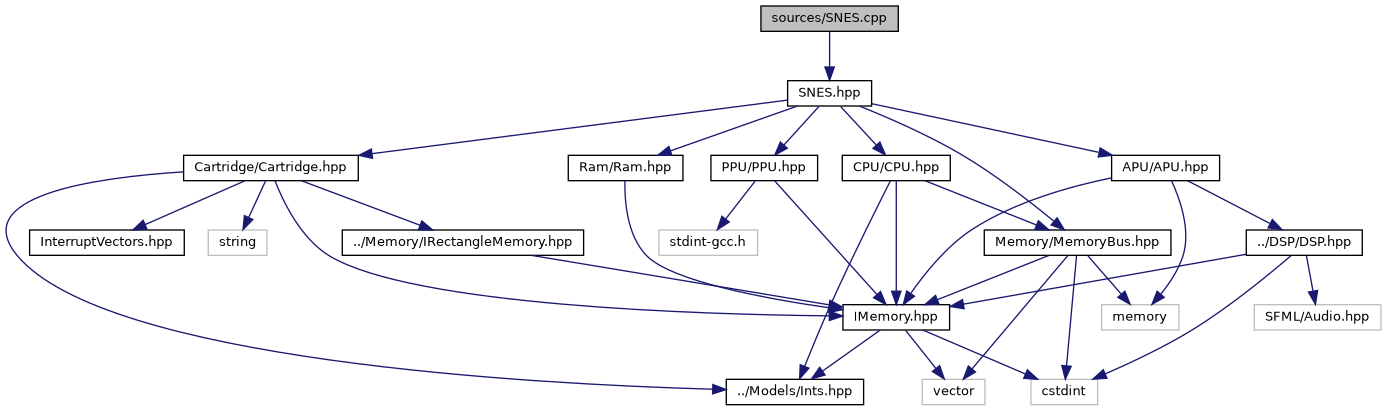 sources/SNES.cpp
SNES.hpp
Cartridge/Cartridge.hpp
Ram/Ram.hpp
PPU/PPU.hpp
CPU/CPU.hpp
APU/APU.hpp
InterruptVectors.hpp
string
../Memory/IRectangleMemory.hpp
stdint-gcc.h
Memory/MemoryBus.hpp
../DSP/DSP.hpp
IMemory.hpp
memory
SFML/Audio.hpp
../Models/Ints.hpp
vector
cstdint